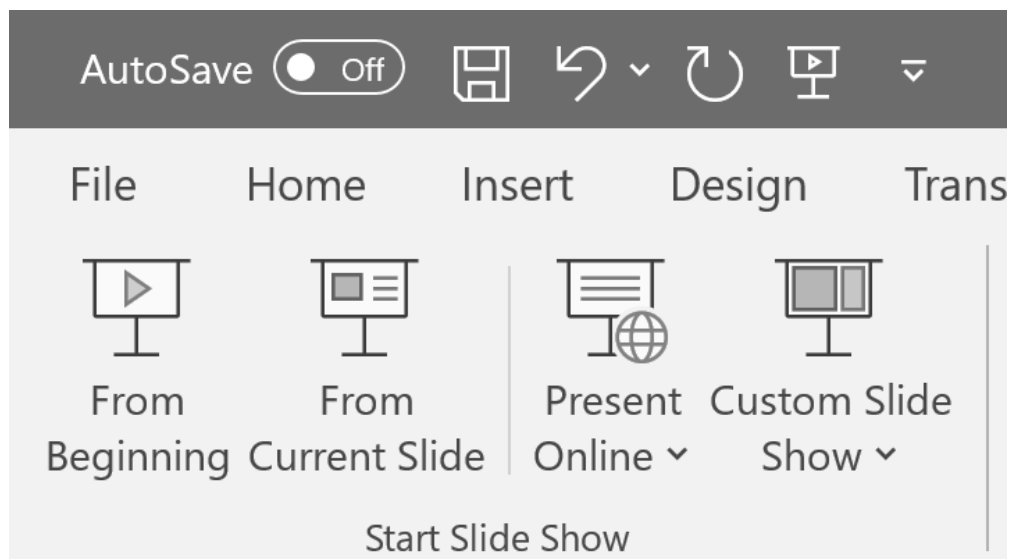 AutoSave Off
File Home Insert Design Trans
From Beginning
From Current Slide
Present Online
Custom Slide Show
Start Slide Show